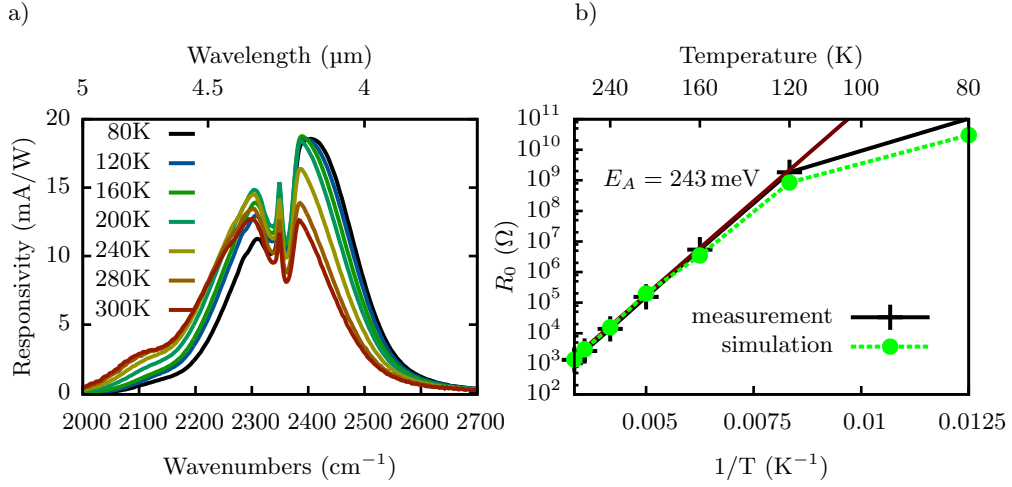 a)
b)
Wavelength (µm)
5 4.5 4
Responsivity (mA/W)
20
15
10
5
0
80K
120K
160K
200K
240K
280K
300K
2000 2100 2200 2300 2400 2500 2600 2700
Wavenumbers (cm⁻¹)
Temperature (K)
240 160 120 100 80
R₀ (Ω)
10¹¹
10¹⁰
10⁹
10⁸
10⁷
10⁶
10⁵
10⁴
10³
10²
E_A = 243 meV
measurement
simulation
0.005 0.0075 0.01 0.0125
1/T (K⁻¹)